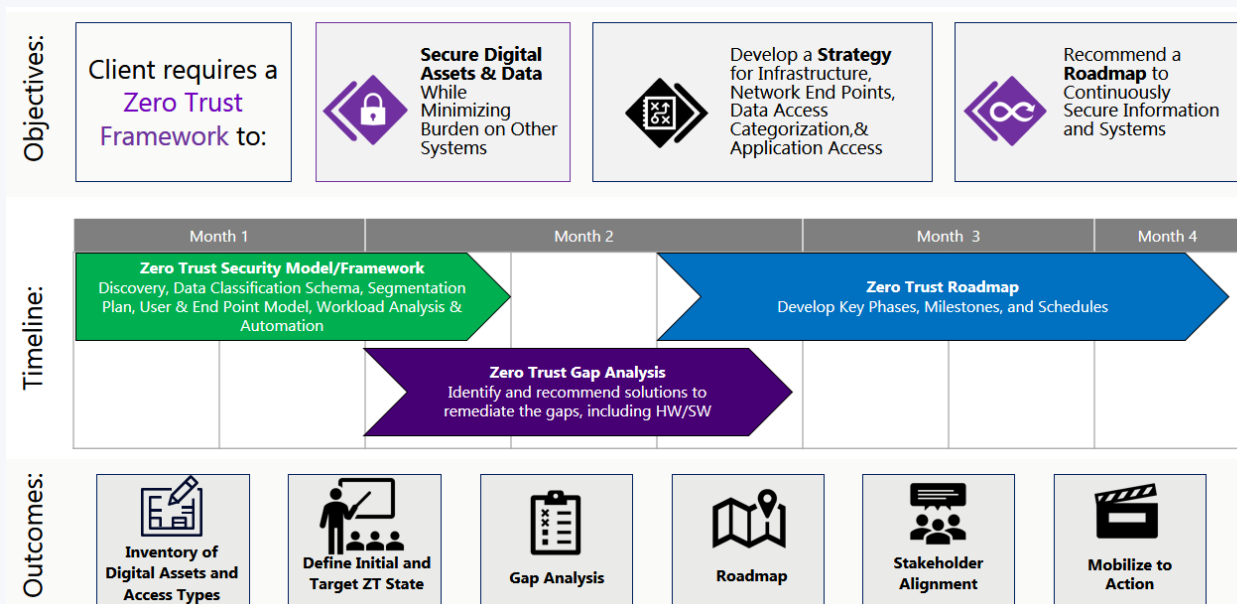 Objectives:
Client requires a
Zero Trust
Framework to:
Secure Digital
Assets & Data
While
Minimizing
Burden on Other
Systems
Develop a Strategy
for Infrastructure,
Network End Points,
Data Access
Categorization,&
Application Access
Recommend a
Roadmap to
Continuously
Secure Information
and Systems
Timeline:
Month 1
Month 2
Month 3
Month 4
Zero Trust Security Model/Framework
Discovery, Data Classification Schema, Segmentation
Plan, User & End Point Model, Workload Analysis &
Automation
Zero Trust Roadmap
Develop Key Phases, Milestones, and Schedules
Zero Trust Gap Analysis
Identify and recommend solutions to
remediate the gaps, including HW/SW
Outcomes:
Inventory of
Digital Assets and
Access Types
Define Initial and
Target ZT State
Gap Analysis
Roadmap
Stakeholder
Alignment
Mobilize to
Action